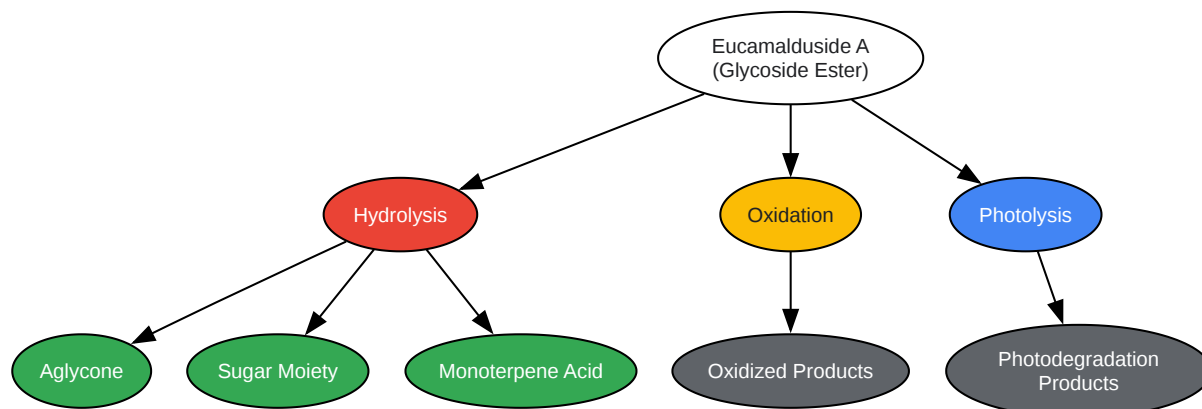 Eucamalduside A
(Glycoside Ester)
Hydrolysis
Oxidation
Photolysis
Aglycone
Sugar Moiety
Monoterpene Acid
Oxidized Products
Photodegradation
Products